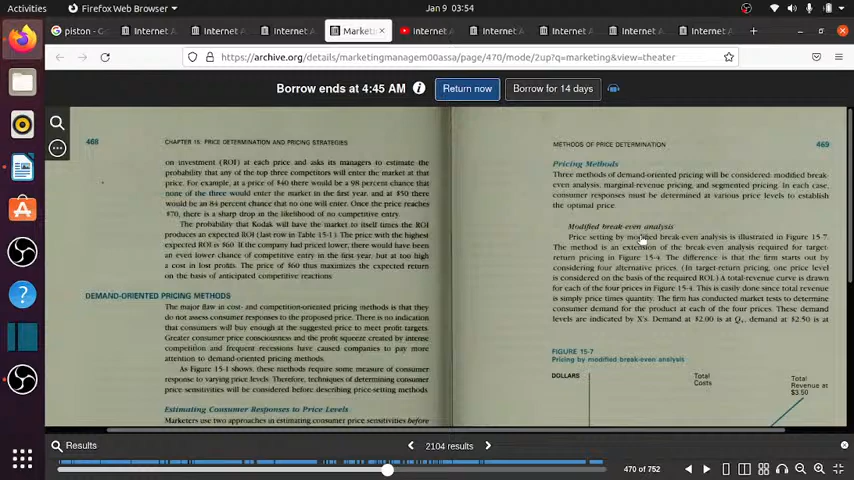 Activities
Firefox Web Browser
Jan 9 03:54
piston - G
Internet A
Internet A
Internet A
Market
Internet A
Internet A
Internet A
Internet A
Internet A
https://archive.org/details/marketingmanagem00assa/page/470/mode/2up?q=marketing&view=theater
Borrow ends at 4:45 AM
Return now
Borrow for 14 days
468
CHAPTER 15: PRICE DETERMINATION AND PRICING STRATEGIES
on investment (ROI) at each price and asks its managers to estimate the
probability that any of the top three competitors will enter the market at that
price. For example, at a price of $40 there would be a 98 percent chance that
none of the three would enter the market in the first year, and at $50 there
would be an 84 percent chance that no one will enter. Once the price reaches
$70, there is a sharp drop in the likelihood of no competitive entry.
The probability that Kodak will have the market to itself times the ROI
produces an expected ROI (last row in Table 15-1). The price with the highest
expected ROI is $60. If the company had priced lower, there would have been
an even lower chance of competitive entry in the first year, but at too high
a cost in lost profits. The price of $60 thus maximizes the expected return
on the basis of anticipated competitive reactions.
DEMAND-ORIENTED PRICING METHODS
The major flaw in cost- and competition-oriented pricing methods is that they
do not assess consumer responses to the proposed price. There is no indication
that consumers will buy enough at the suggested price to meet profit targets.
Greater consumer price consciousness and the profit squeeze created by intense
competition and frequent recessions have caused companies to pay more
attention to demand-oriented pricing methods.
As Figure 15-1 shows, these methods require some measure of consumer
response to varying price levels. Therefore, techniques of determining consumer
price sensitivities will be considered before describing price-setting methods.
Estimating Consumer Responses to Price Levels
Marketers use two approaches in estimating consumer price sensitivities before
METHODS OF PRICE DETERMINATION
469
Pricing Methods
Three methods of demand-oriented pricing will be considered: modified break-
even analysis, marginal-revenue pricing, and segmented pricing. In each case,
consumer responses must be determined at various price levels to establish
the optimal price.
Modified break-even analysis
Price setting by modified break-even analysis is illustrated in Figure 15-7.
The method is an extension of the break-even analysis required for target-
return pricing in Figure 15-4. The difference is that the firm starts out by
considering four alternative prices. (In target-return pricing, one price level
is considered on the basis of the required ROI.) A total-revenue curve is drawn
for each of the four prices in Figure 15-4. This is easily done since total revenue
is simply price times quantity. The firm has conducted market tests to determine
consumer demand for the product at each of the four prices. These demand
levels are indicated by X's. Demand at $2.00 is at Q₄, demand at $2.50 is at
FIGURE 15-7
Pricing by modified break-even analysis
DOLLARS
Total
Costs
Total
Revenue at
$3.50
Results
2104 results
470 of 752